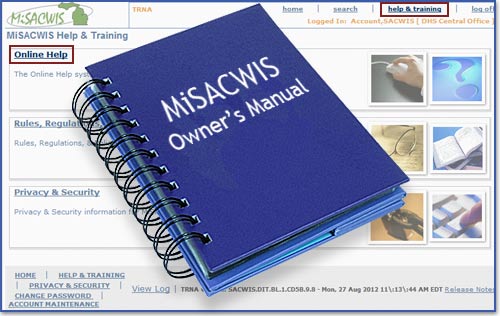 MiSACWIS
TRNA
home | search | help & training | log of
Logged In: Account,SACWIS [ DHS Central Office
MiSACWIS Help & Training
Online Help
The Online Help sys
Rules, Regula
Rules, Regulations, a
Privacy & Security
Privacy & Security information f
MiSACWIS
Owner's Manual
HOME | HELP & TRAINING
| PRIVACY & SECURITY |
CHANGE PASSWORD |
ACCOUNT MAINTENANCE
View Log | TRNA SACWIS.DIT.BL.1.CD5B.9.8 - Mon, 27 Aug 2012 11\:13\:44 AM EDT Release Notes